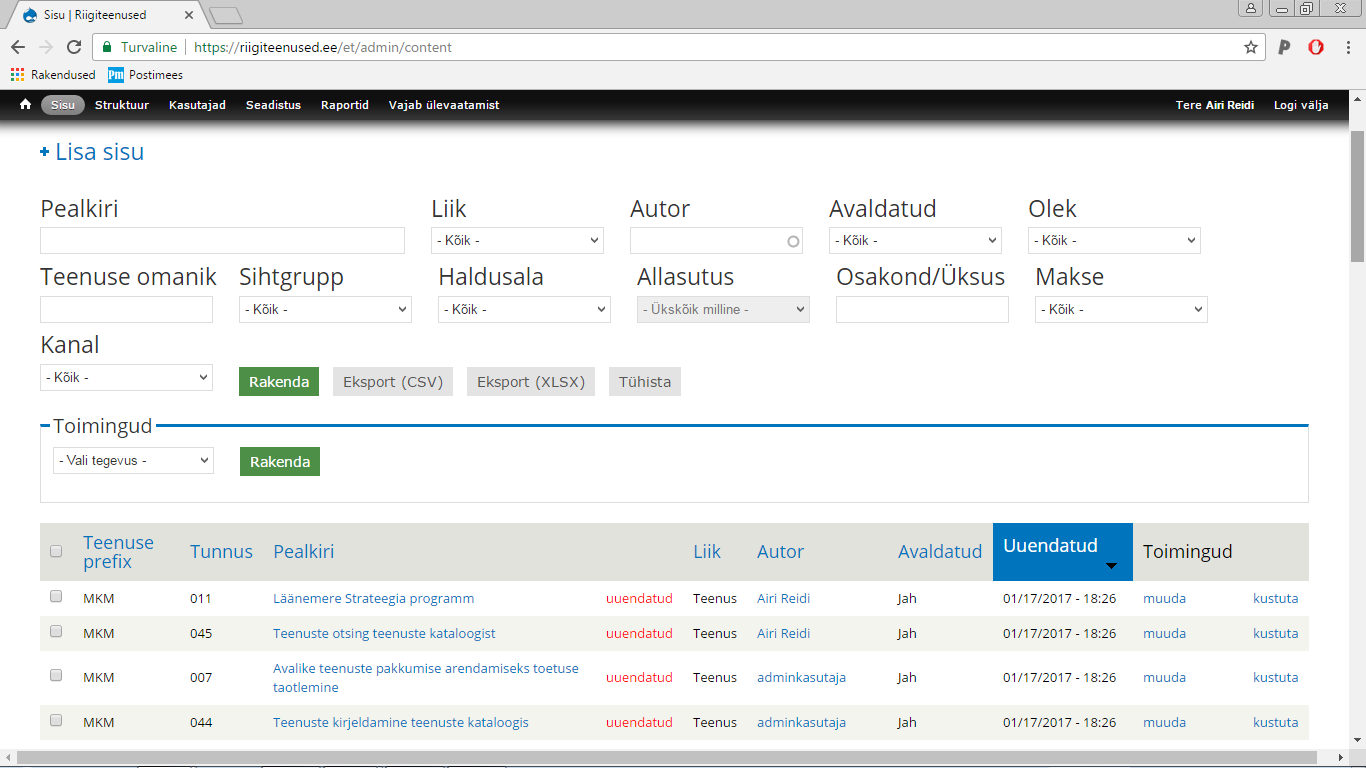 Sisu | Riigiteenused
Turvaline https://riigiteenused.ee/et/admin/content
Rakendused Pm Postimees
Sisu Struktuur Kasutajad Seadistus Raportid Vajab ülevaatamist Tere Airi Reidi Logi välja
+ Lisa sisu
Pealkiri Liik Autor Avaldatud Olek
- Kõik - - Kõik - - Kõik -
Teenuse omanik Sihtgrupp Haldusala Allasutus Osakond/Üksus Makse
- Kõik - - Kõik - - Ükskõik milline - - Kõik -
Kanal
- Kõik - Rakenda Eksport (CSV) Eksport (XLSX) Tühista
Toimingud
- Vali tegevus - Rakenda
Teenuse prefix Tunnus Pealkiri Liik Autor Avaldatud Uuendatud Toimingud
MKM 011 Läänemere Strateegia programm uuendatud Teenus Airi Reidi Jah 01/17/2017 - 18:26 muuda kustuta
MKM 045 Teenuste otsing teenuste kataloogist uuendatud Teenus Airi Reidi Jah 01/17/2017 - 18:26 muuda kustuta
MKM 007 Avalike teenuste pakkumise arendamiseks toetuse taotlemine uuendatud Teenus adminkasutaja Jah 01/17/2017 - 18:26 muuda kustuta
MKM 044 Teenuste kirjeldamine teenuste kataloogis uuendatud Teenus adminkasutaja Jah 01/17/2017 - 18:26 muuda kustuta